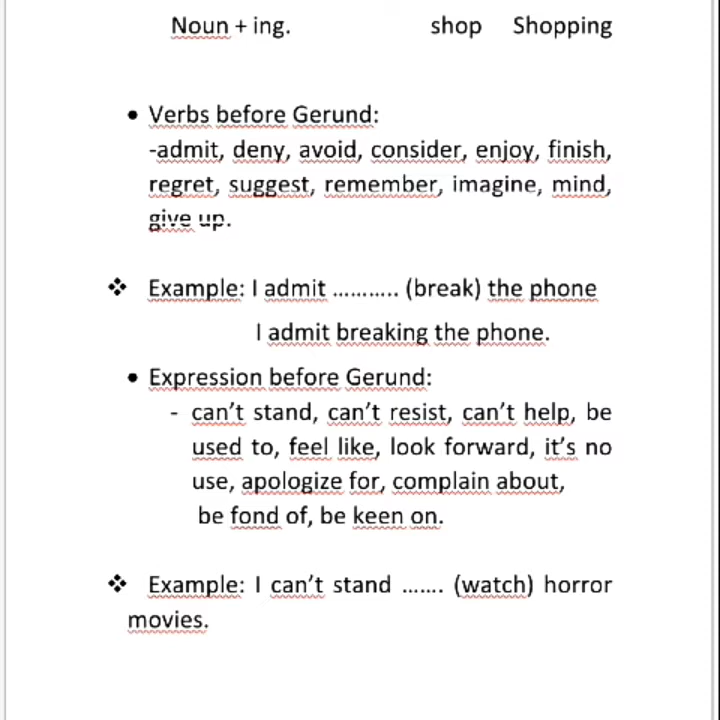 Noun + ing. shop Shopping
• Verbs before Gerund:
-admit, deny, avoid, consider, enjoy, finish,
regret, suggest, remember, imagine, mind,
give up.
❖ Example: I admit ……….. (break) the phone
I admit breaking the phone.
• Expression before Gerund:
- can't stand, can't resist, can't help, be
used to, feel like, look forward, it's no
use, apologize for, complain about,
be fond of, be keen on.
❖ Example: I can't stand ……. (watch) horror
movies.